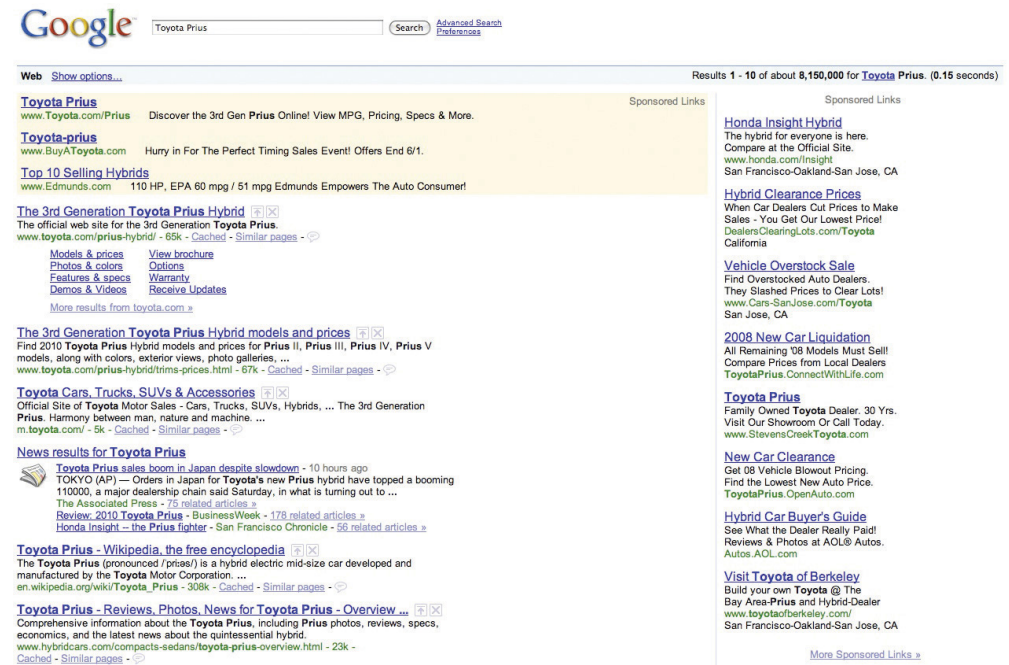 Google
Toyota Prius
Search
Advanced Search
Preferences
Web Show options...
Results 1 - 10 of about 8,150,000 for Toyota Prius. (0.15 seconds)
Sponsored Links
Toyota Prius
www.Toyota.com/Prius Discover the 3rd Gen Prius Online! View MPG, Pricing, Specs & More.
Toyota-prius
www.BuyAToyota.com Hurry in For The Perfect Timing Sales Event! Offers End 6/1.
Top 10 Selling Hybrids
www.Edmunds.com 110 HP, EPA 60 mpg / 51 mpg Edmunds Empowers The Auto Consumer!
The 3rd Generation Toyota Prius Hybrid
The official web site for the 3rd Generation Toyota Prius.
www.toyota.com/prius-hybrid/ - 65k - Cached - Similar pages -
Models & prices View brochure
Photos & colors Options
Features & specs Warranty
Demos & Videos Receive Updates
More results from toyota.com »
The 3rd Generation Toyota Prius Hybrid models and prices
Find 2010 Toyota Prius Hybrid models and prices for Prius II, Prius III, Prius IV, Prius V
models, along with colors, exterior views, photo galleries, ...
www.toyota.com/prius-hybrid/trims-prices.html - 67k - Cached - Similar pages -
Toyota Cars, Trucks, SUVs & Accessories
Official Site of Toyota Motor Sales - Cars, Trucks, SUVs, Hybrids, ... The 3rd Generation
Prius. Harmony between man, nature and machine. ...
m.toyota.com/ - 5k - Cached - Similar pages -
News results for Toyota Prius
Toyota Prius sales boom in Japan despite slowdown - 10 hours ago
TOKYO (AP) — Orders in Japan for Toyota's new Prius hybrid have topped a booming
110000, a major dealership chain said Saturday, in what is turning out to ...
The Associated Press - 75 related articles »
Review: 2010 Toyota Prius - BusinessWeek - 178 related articles »
Honda Insight -- the Prius fighter - San Francisco Chronicle - 56 related articles »
Toyota Prius - Wikipedia, the free encyclopedia
The Toyota Prius (pronounced /ˈpriːəs/) is a hybrid electric mid-size car developed and
manufactured by the Toyota Motor Corporation. ...
en.wikipedia.org/wiki/Toyota_Prius - 308k - Cached - Similar pages -
Toyota Prius - Reviews, Photos, News for Toyota Prius - Overview ...
Comprehensive information about the Toyota Prius, including Prius photos, reviews, specs,
economics, and the latest news about the quintessential hybrid.
www.hybridcars.com/compacts-sedans/toyota-prius-overview.html - 23k -
Cached - Similar pages -
Sponsored Links
Honda Insight Hybrid
The hybrid for everyone is here.
Compare at the Official Site.
www.honda.com/Insight
San Francisco-Oakland-San Jose, CA
Hybrid Clearance Prices
When Car Dealers Cut Prices to Make
Sales - You Get Our Lowest Price!
DealersClearingLots.com/Toyota
California
Vehicle Overstock Sale
Find Overstocked Auto Dealers.
They Slashed Prices to Clear Lots!
www.Cars-SanJose.com/Toyota
San Jose, CA
2008 New Car Liquidation
All Remaining '08 Models Must Sell!
Compare Prices from Local Dealers
ToyotaPrius.ConnectWithLife.com
Toyota Prius
Family Owned Toyota Dealer. 30 Yrs.
Visit Our Showroom Or Call Today.
www.StevensCreekToyota.com
New Car Clearance
Get 08 Vehicle Blowout Pricing.
Find the Lowest New Auto Price.
ToyotaPrius.OpenAuto.com
Hybrid Car Buyer's Guide
See What the Dealer Really Paid!
Reviews & Photos at AOL® Autos.
Autos.AOL.com
Visit Toyota of Berkeley
Build your own Toyota @ The
Bay Area-Prius and Hybrid-Dealer
www.toyotaofberkeley.com/
San Francisco-Oakland-San Jose, CA
More Sponsored Links »